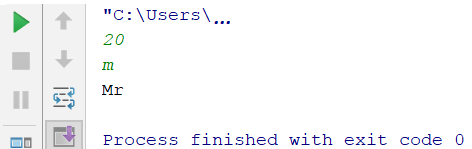 "C:\Users\...
20
m
Mr
Process finished with exit code 0